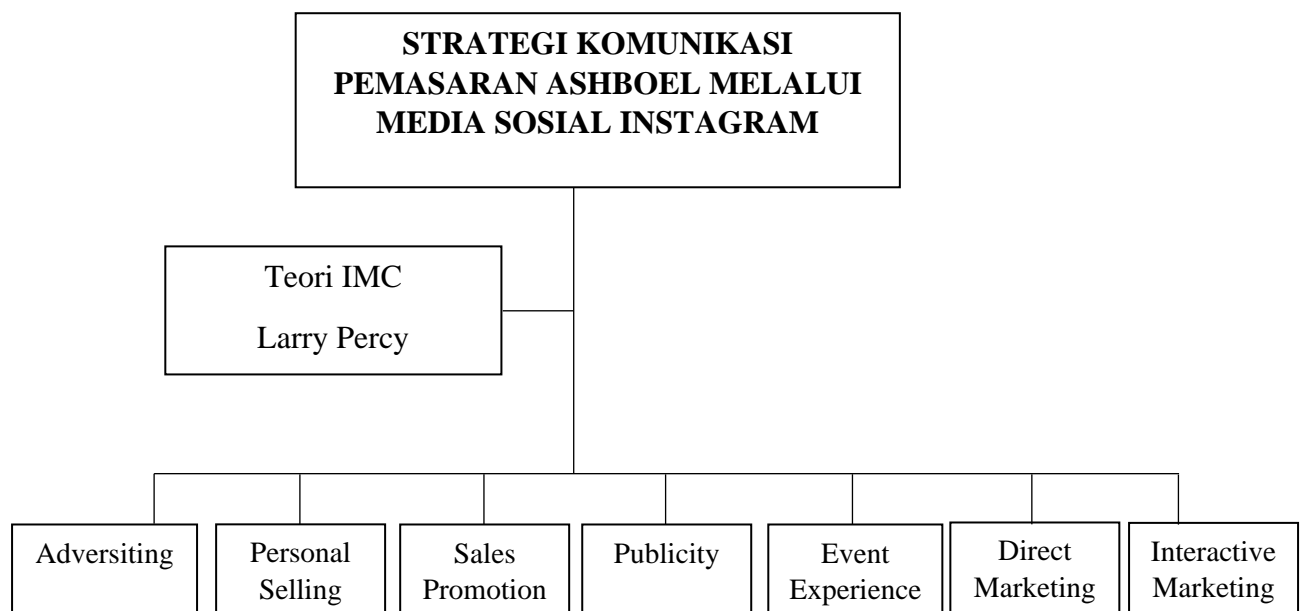 STRATEGI KOMUNIKASI
PEMASARAN ASHBOEL MELALUI
MEDIA SOSIAL INSTAGRAM
Teori IMC
Larry Percy
Adversiting
Personal
Selling
Sales
Promotion
Publicity
Event
Experience
Direct
Marketing
Interactive
Marketing